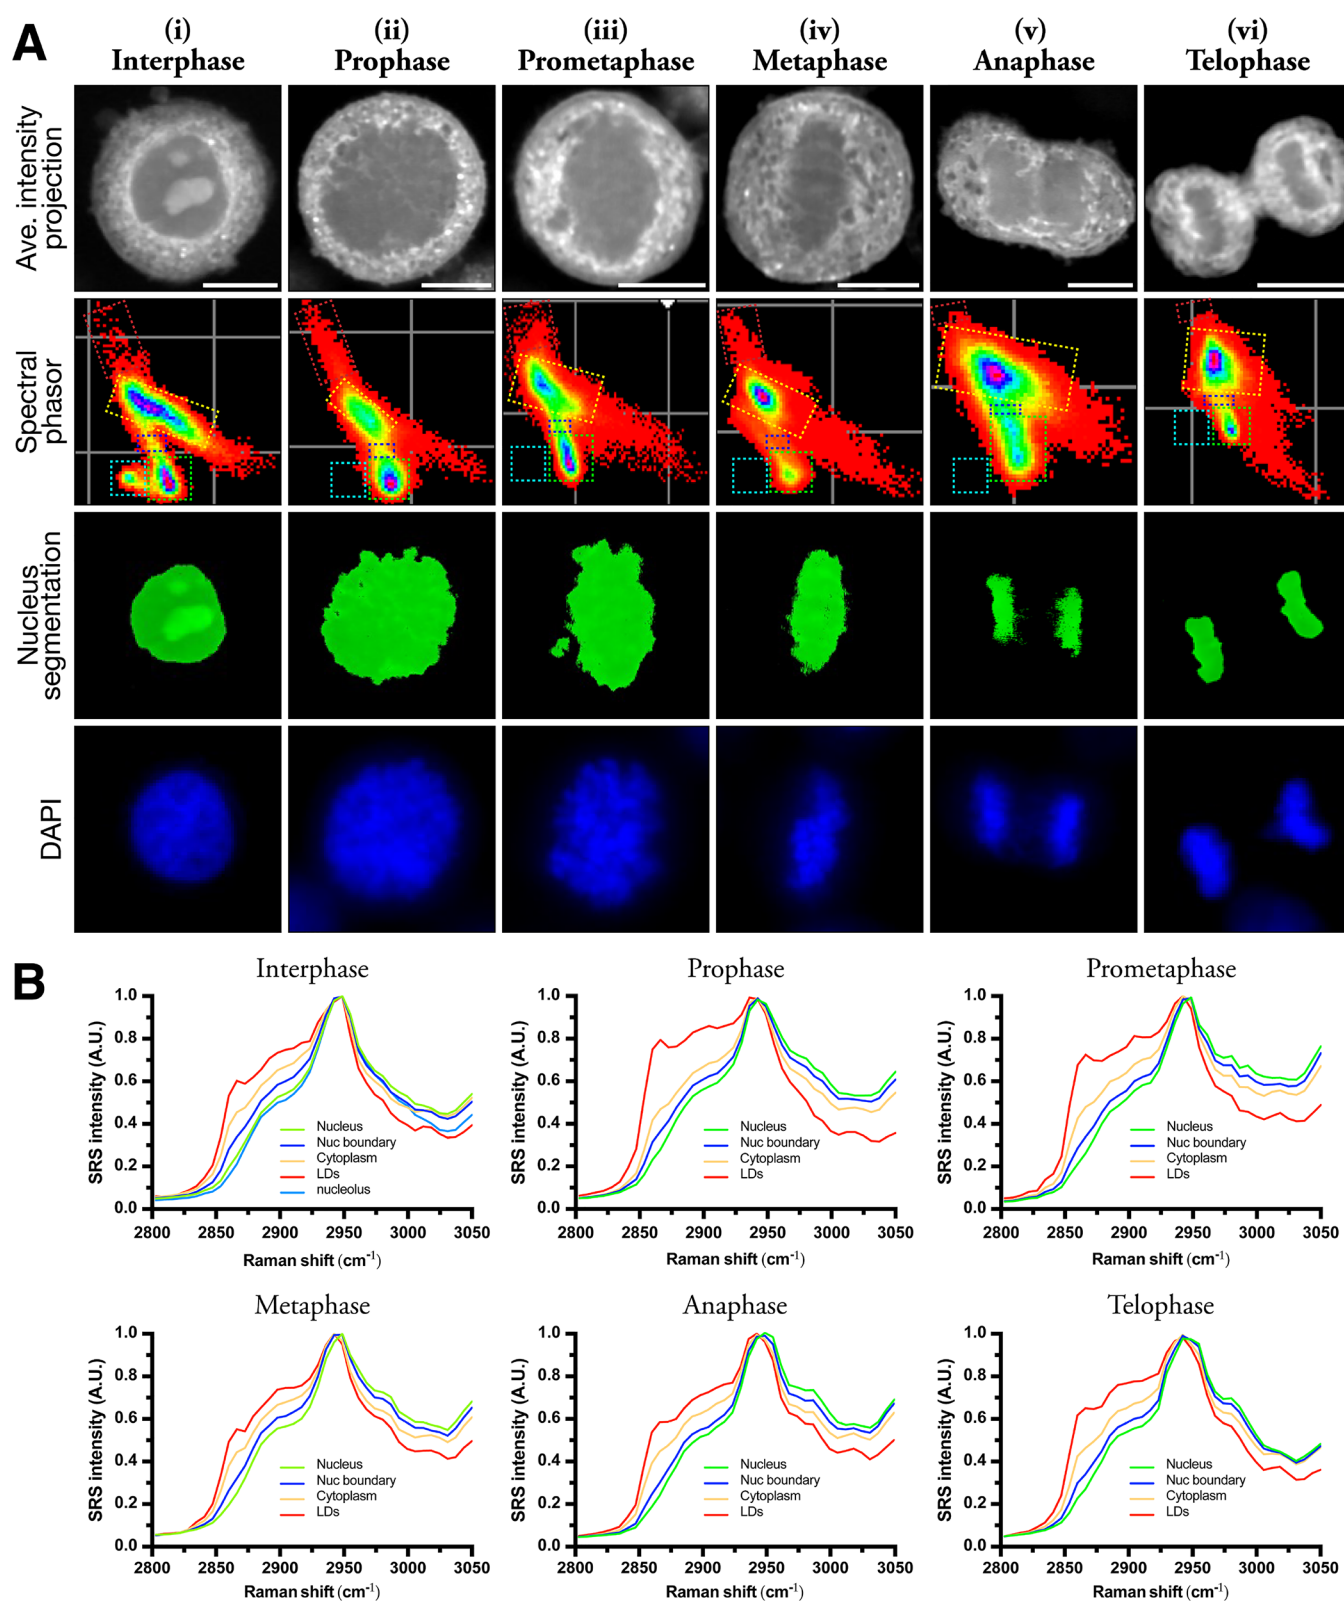 A
(i)
Interphase
(ii)
Prophase
(iii)
Prometaphase
(iv)
Metaphase
(v)
Anaphase
(vi)
Telophase
Ave. intensity
projection
Spectral
phasor
Nucleus
segmentation
DAPI
B
Interphase
SRS intensity (A.U.)
1.0
0.8
0.6
0.4
0.2
0.0
Nucleus
Nuc boundary
Cytoplasm
LDs
nucleolus
2800
2850
2900
2950
3000
3050
Raman shift (cm-1)
Prophase
SRS intensity (A.U.)
1.0
0.8
0.6
0.4
0.2
0.0
Nucleus
Nuc boundary
Cytoplasm
LDs
2800
2850
2900
2950
3000
3050
Raman shift (cm-1)
Prometaphase
SRS intensity (A.U.)
1.0
0.8
0.6
0.4
0.2
0.0
Nucleus
Nuc boundary
Cytoplasm
LDs
2800
2850
2900
2950
3000
3050
Raman shift (cm-1)
Metaphase
SRS intensity (A.U.)
1.0
0.8
0.6
0.4
0.2
0.0
Nucleus
Nuc boundary
Cytoplasm
LDs
2800
2850
2900
2950
3000
3050
Raman shift (cm-1)
Anaphase
SRS intensity (A.U.)
1.0
0.8
0.6
0.4
0.2
0.0
Nucleus
Nuc boundary
Cytoplasm
LDs
2800
2850
2900
2950
3000
3050
Raman shift (cm-1)
Telophase
SRS intensity (A.U.)
1.0
0.8
0.6
0.4
0.2
0.0
Nucleus
Nuc boundary
Cytoplasm
LDs
2800
2850
2900
2950
3000
3050
Raman shift (cm-1)